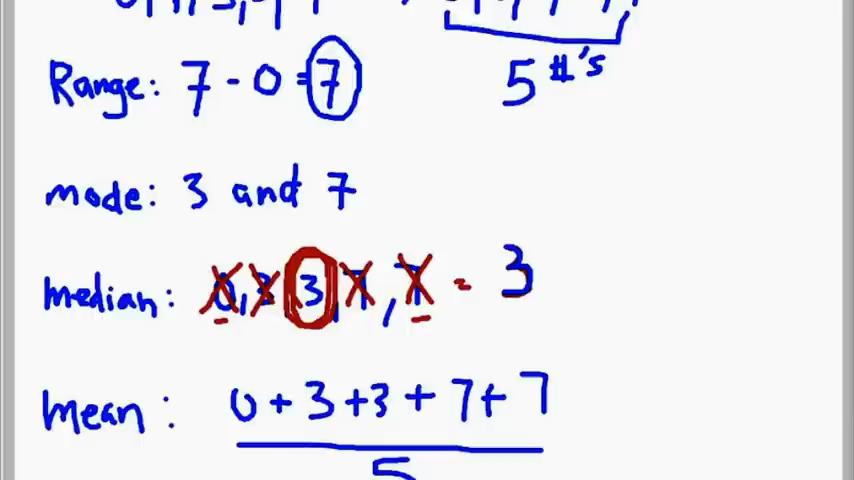 Range: 7 - 0 = 7
5 #'s
mode: 3 and 7
median: 0, 3, 3, 7, 7 = 3
mean: 0 + 3 + 3 + 7 + 7
5